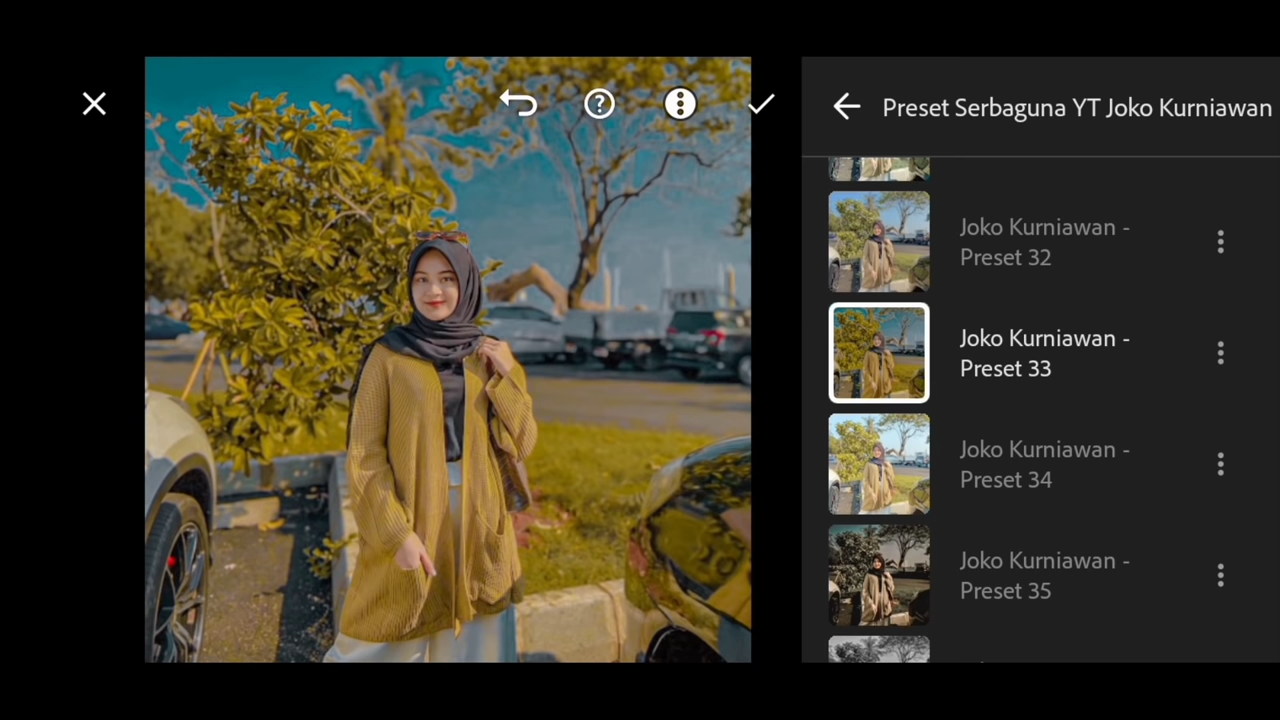 Preset Serbaguna YT Joko Kurniawan
Joko Kurniawan -
Preset 32
Joko Kurniawan -
Preset 33
Joko Kurniawan -
Preset 34
Joko Kurniawan -
Preset 35